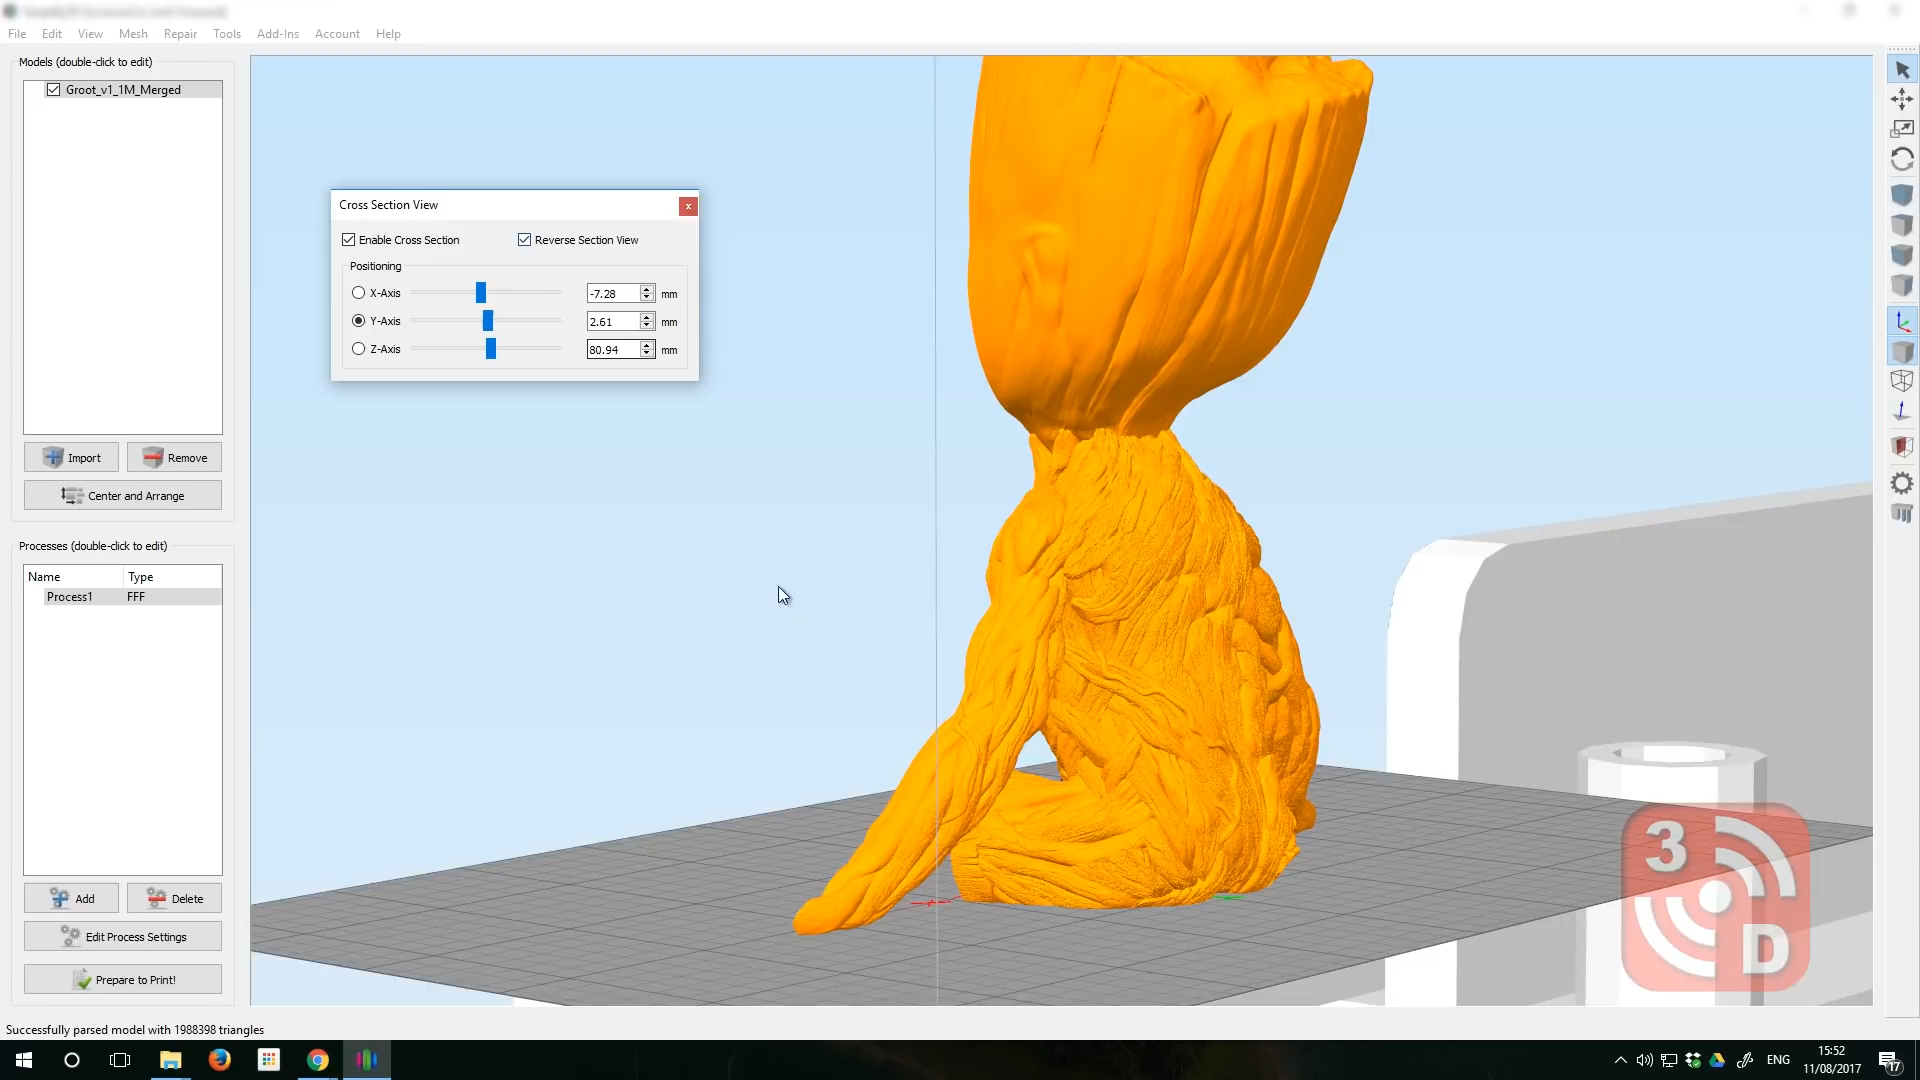 File Edit View Mesh Repair Tools Add-Ins Account Help
Models (double-click to edit)
Groot_v1_1M_Merged
Import Remove
Center and Arrange
Processes (double-click to edit)
Name Type
Process1 FFF
Add Delete
Edit Process Settings
Prepare to Print!
Successfully parsed model with 1988398 triangles
Cross Section View
x
Enable Cross Section Reverse Section View
Positioning
X-Axis -7.28 mm
Y-Axis 2.61 mm
Z-Axis 80.94 mm
3
D
ENG
15:52
11/08/2017
17